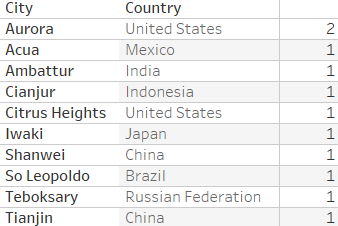 City Country
Aurora United States 2
Acua Mexico 1
Ambattur India 1
Cianjur Indonesia 1
Citrus Heights United States 1
Iwaki Japan 1
Shanwei China 1
So Leopoldo Brazil 1
Teboksary Russian Federation 1
Tianjin China 1